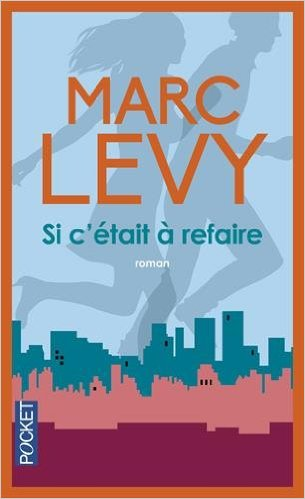 MARC
LEVY
Si c'était à refaire
roman
POCKET